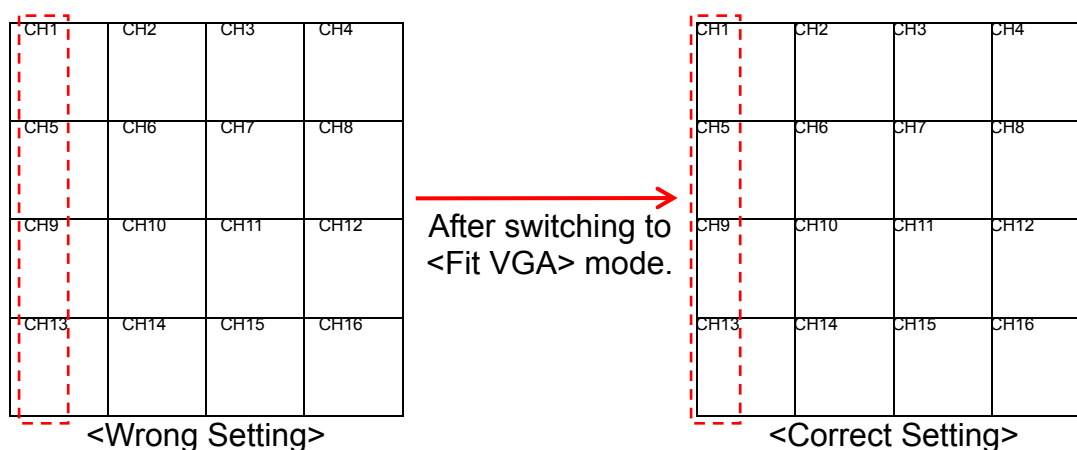 CH1 CH2 CH3 CH4
CH5 CH6 CH7 CH8
CH9 CH10 CH11 CH12
CH13 CH14 CH15 CH16
<Wrong Setting>
After switching to
<Fit VGA> mode.
CH1 CH2 CH3 CH4
CH5 CH6 CH7 CH8
CH9 CH10 CH11 CH12
CH13 CH14 CH15 CH16
<Correct Setting>